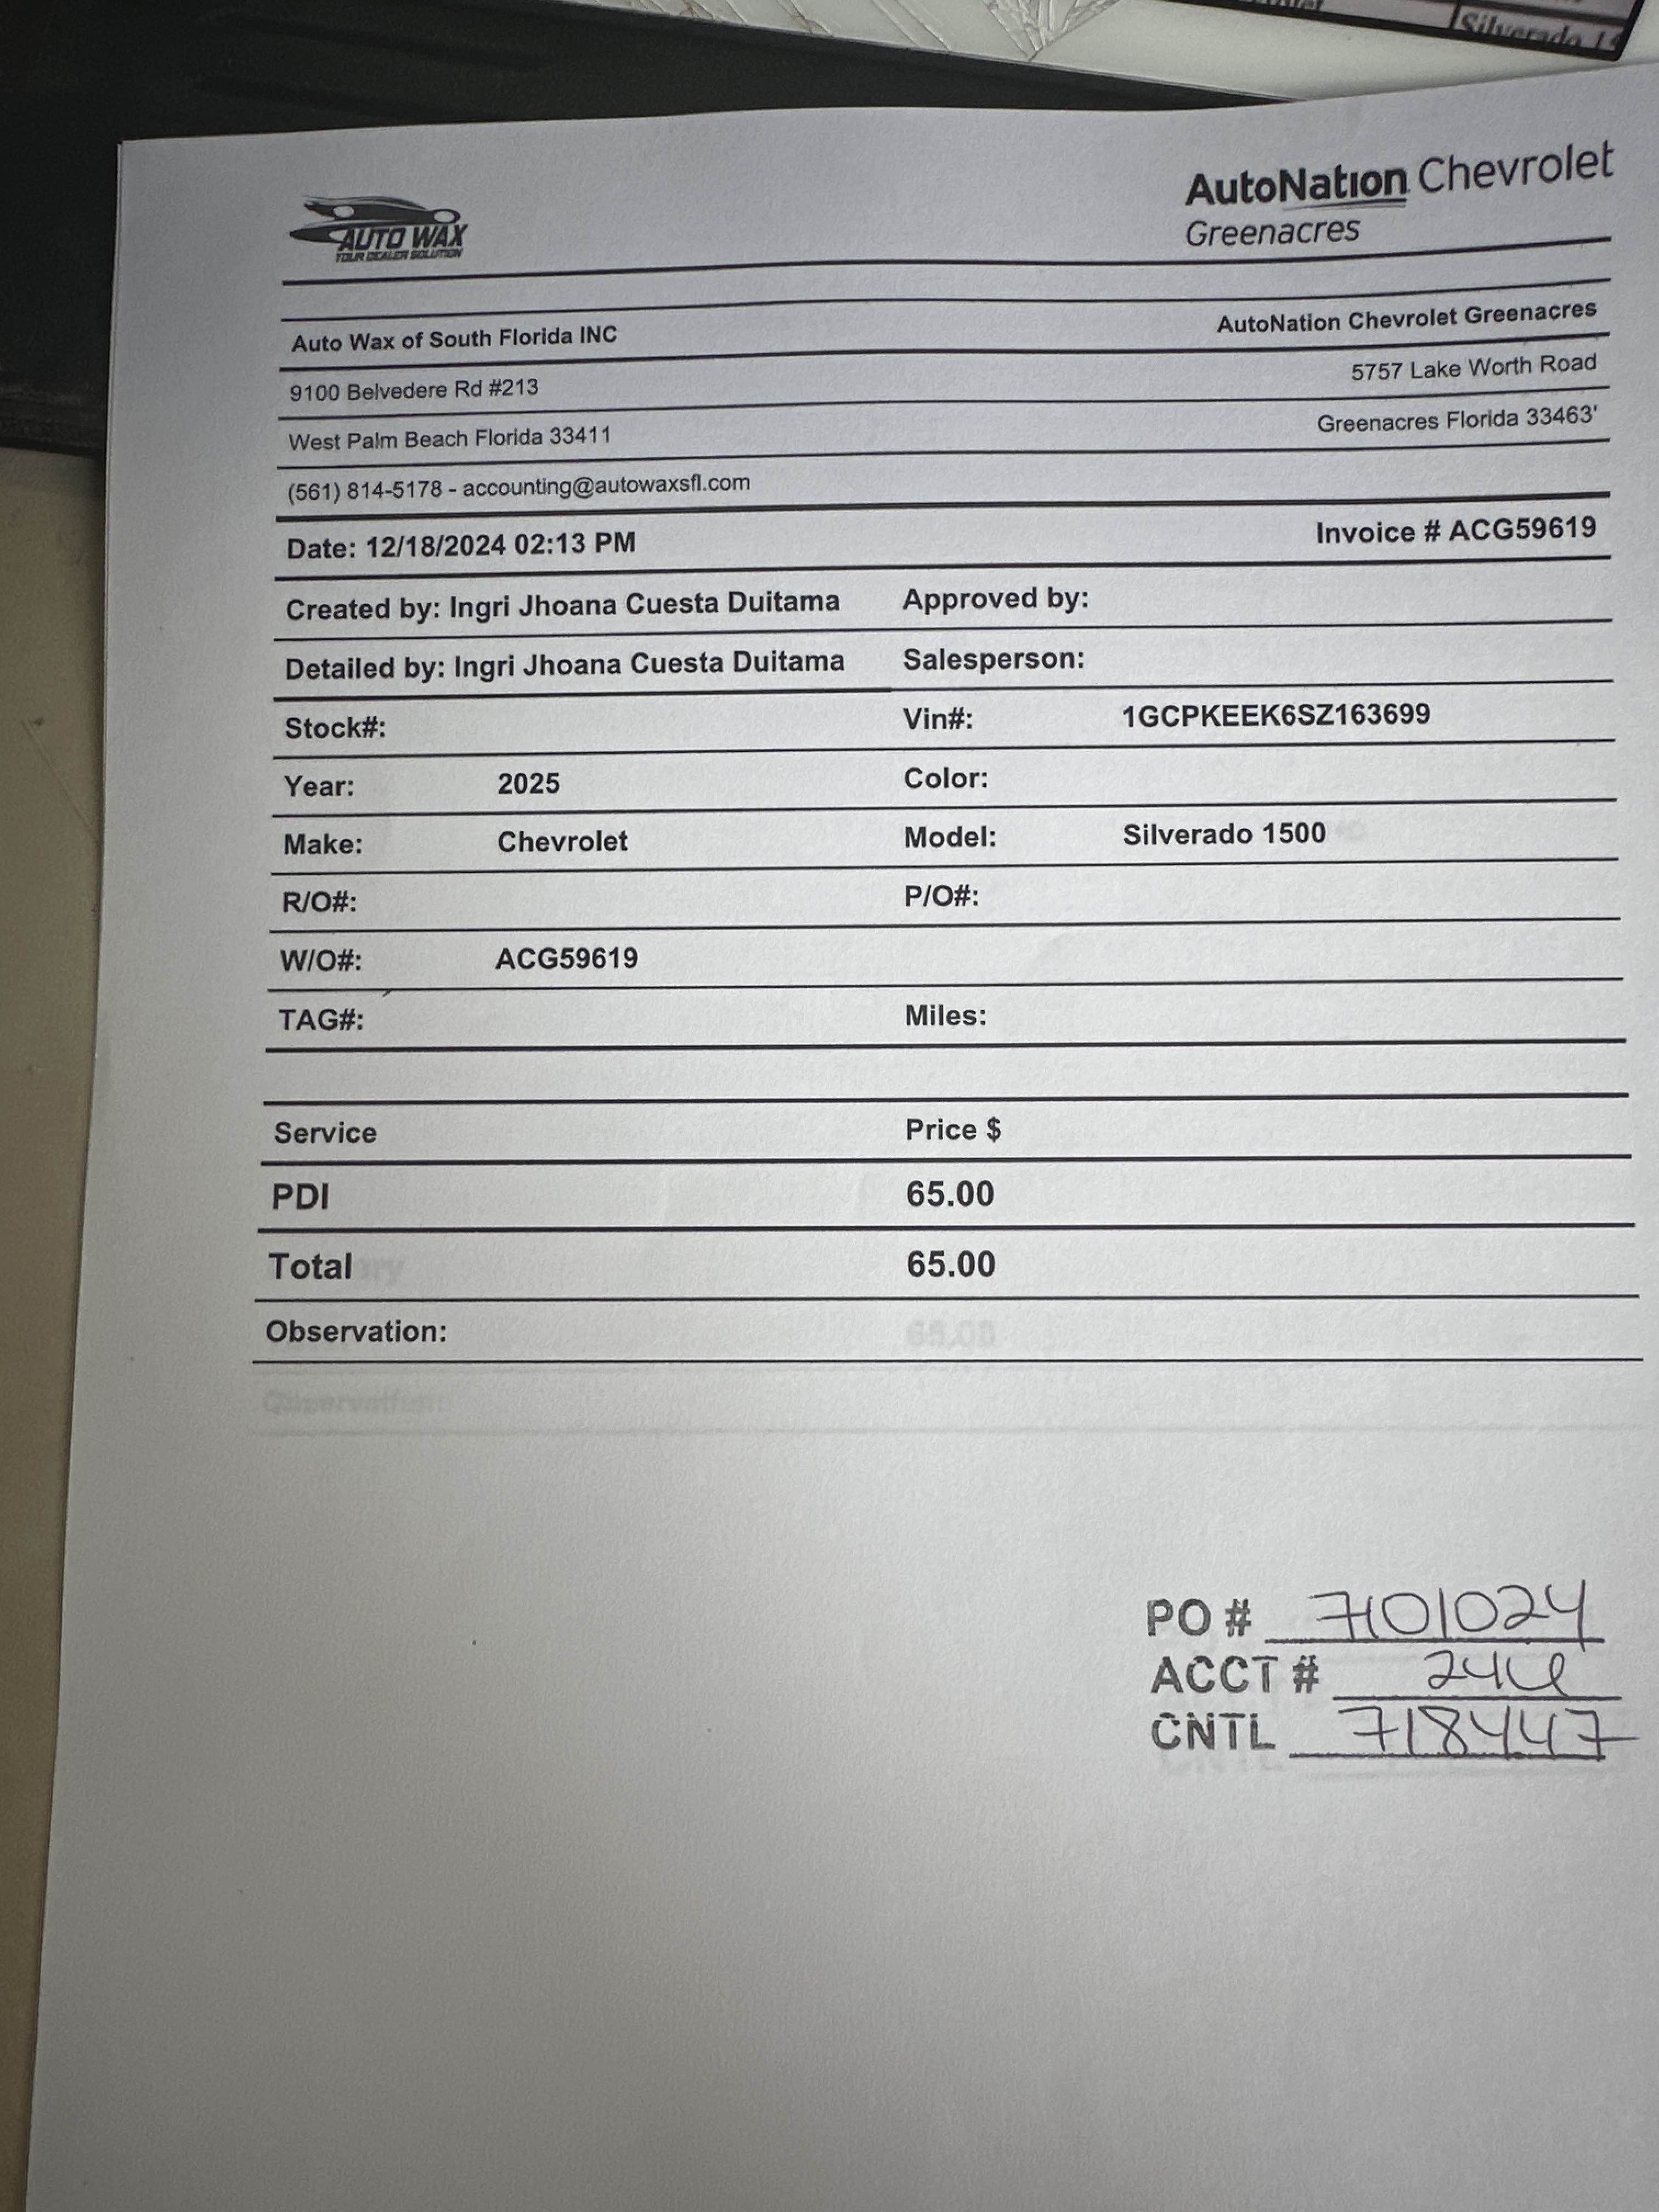 Silverado 1
AUTO WAX
YOUR DEALER SOLUTION
AutoNation Chevrolet
Greenacres
Auto Wax of South Florida INC
AutoNation Chevrolet Greenacres
9100 Belvedere Rd #213
5757 Lake Worth Road
West Palm Beach Florida 33411
Greenacres Florida 33463'
(561) 814-5178 - accounting@autowaxsfl.com
Date: 12/18/2024 02:13 PM Invoice # ACG59619
Created by: Ingri Jhoana Cuesta Duitama Approved by:
Detailed by: Ingri Jhoana Cuesta Duitama Salesperson:
Stock#: Vin#: 1GCPKEEK6SZ163699
Year: 2025 Color:
Make: Chevrolet Model: Silverado 1500
R/O#: P/O#:
W/O#: ACG59619
TAG#: Miles:
Service Price $
PDI 65.00
Total 65.00
Observation:
PO # 7101024
ACCT #
CNTL 718447